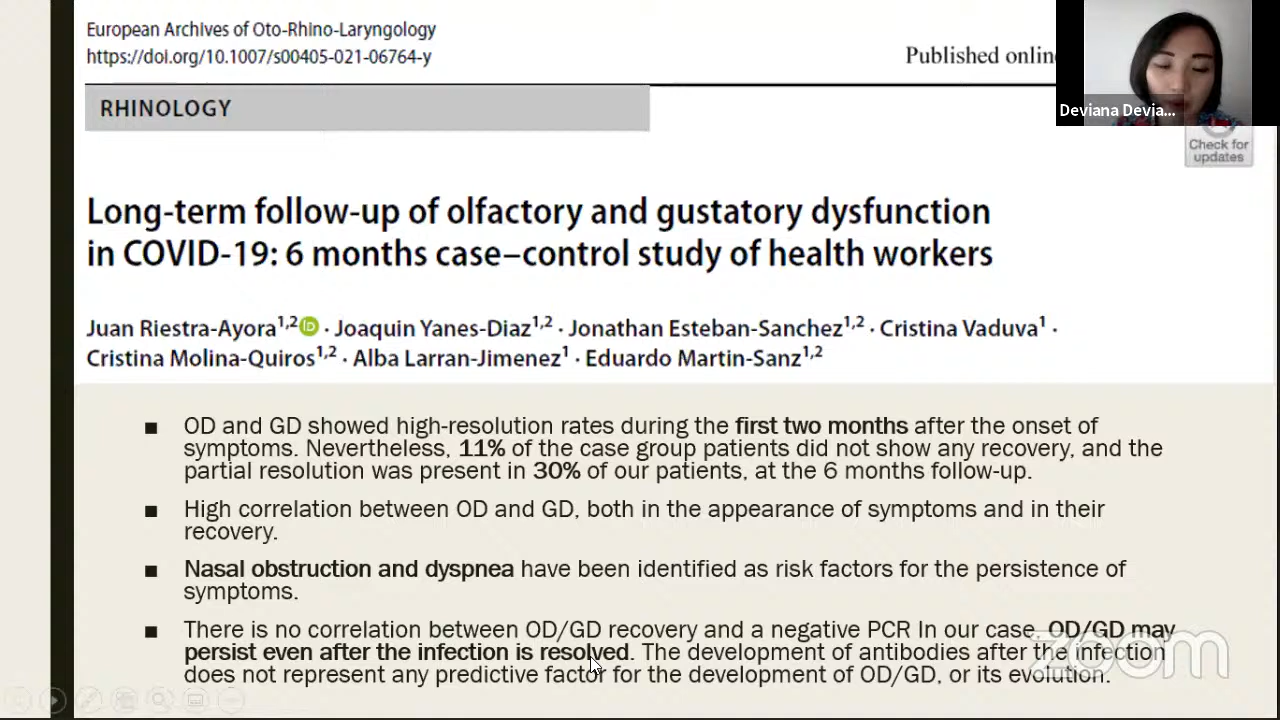 European Archives of Oto-Rhino-Laryngology
https://doi.org/10.1007/s00405-021-06764-y
Published online
Deviana Devia...
RHINOLOGY
Check for
updates
Long-term follow-up of olfactory and gustatory dysfunction
in COVID-19: 6 months case–control study of health workers
Juan Riestra-Ayora1,2 iD · Joaquin Yanes-Diaz1,2 · Jonathan Esteban-Sanchez1,2 · Cristina Vaduva1 ·
Cristina Molina-Quiros1,2 · Alba Larran-Jimenez1 · Eduardo Martin-Sanz1,2
■ OD and GD showed high-resolution rates during the first two months after the onset of
symptoms. Nevertheless, 11% of the case group patients did not show any recovery, and the
partial resolution was present in 30% of our patients, at the 6 months follow-up.
■ High correlation between OD and GD, both in the appearance of symptoms and in their
recovery.
■ Nasal obstruction and dyspnea have been identified as risk factors for the persistence of
symptoms.
■ There is no correlation between OD/GD recovery and a negative PCR In our case, OD/GD may
persist even after the infection is resolved. The development of antibodies after the infection
does not represent any predictive factor for the development of OD/GD, or its evolution.
zoom